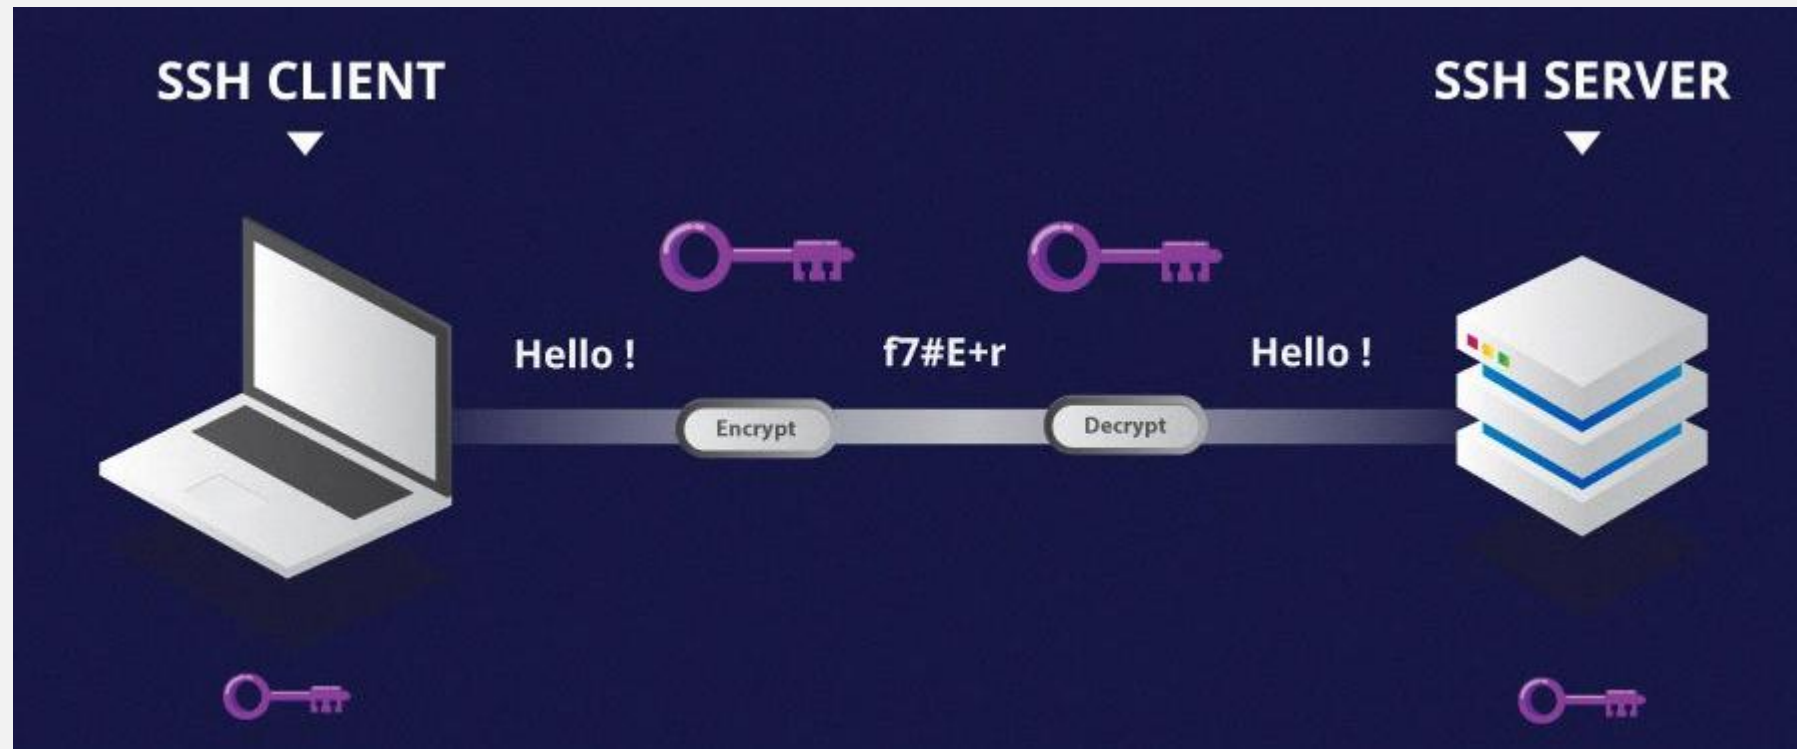 SSH CLIENT
SSH SERVER
Hello !
f7#E+r
Hello !
Encrypt
Decrypt